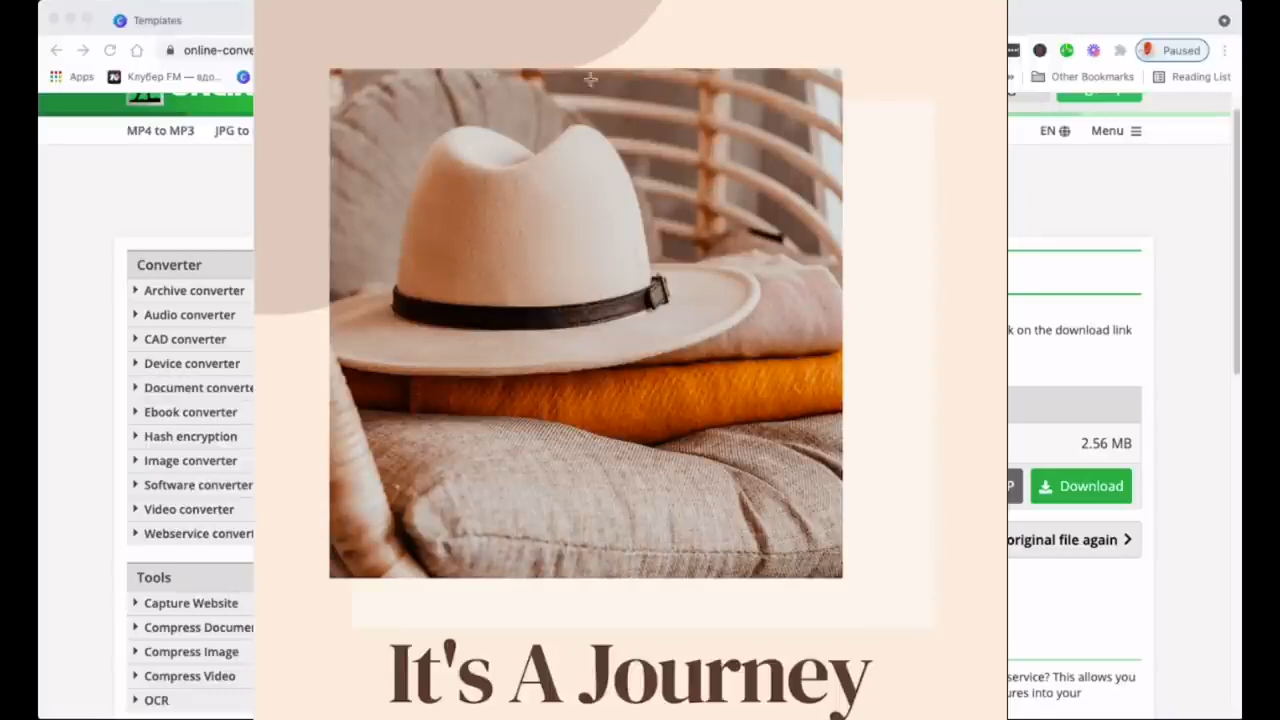 Templates
online-conve
Paused
Apps
Клубер FM — вдо...
Other Bookmarks
Reading List
MP4 to MP3
JPG to
EN
Menu
Converter
Archive converter
Audio converter
CAD converter
Device converter
Document converte
Ebook converter
Hash encryption
Image converter
Software converter
Video converter
Webservice convert
Tools
Capture Website
Compress Documen
Compress Image
Compress Video
OCR
k on the download link
2.56 MB
P
Download
original file again
service? This allows you
ures into your
It's A Journey